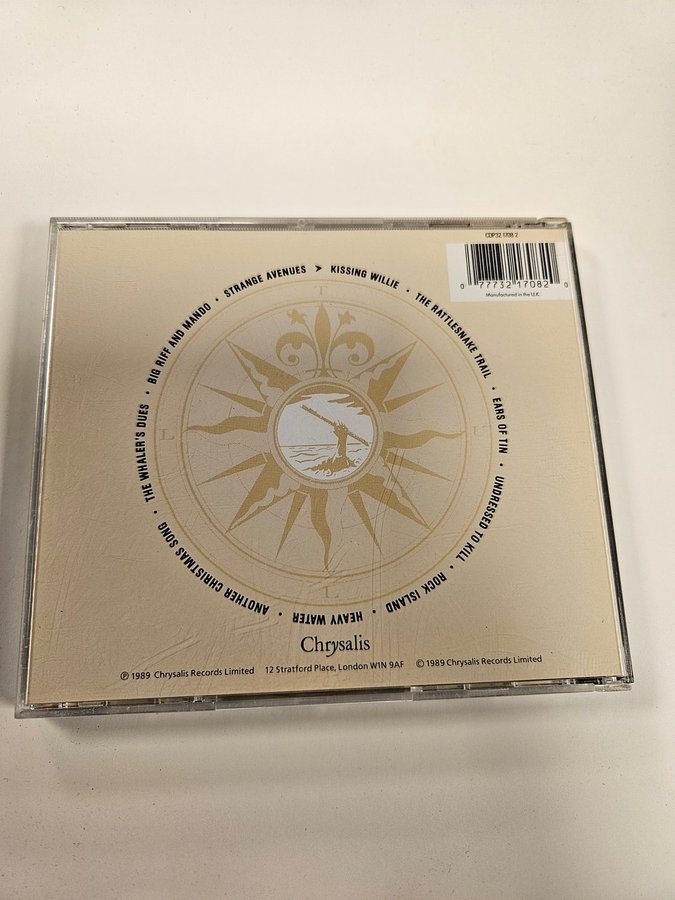 CDP32 1708 2
0 77732 17082 0
Manufactured in the U.K.
➤ KISSING WILLIE • THE RATTLESNAKE TRAIL • EARS OF TIN • UNDRESSED TO KILL • ROCK ISLAND • HEAVY WATER • ANOTHER CHRISTMAS SONG • THE WHALER'S DUES • BIG RIFF AND MANDO • STRANGE AVENUES
T
L
U
L
Chrysalis
℗ 1989 Chrysalis Records Limited 12 Stratford Place, London W1N 9AF © 1989 Chrysalis Records Limited